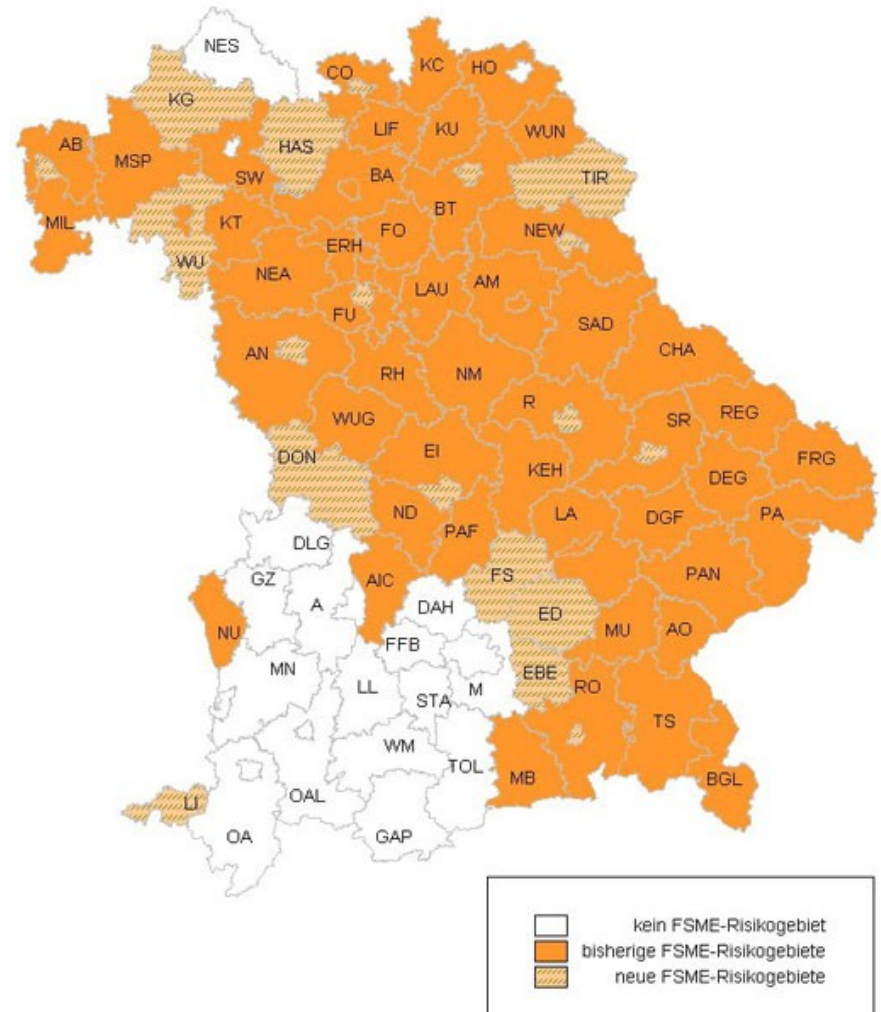 NES
CO
KC
HO
KG
HAS
LIF
KU
WUN
AB
MSP
SW
BA
TIR
MIL
KT
BT
WU
ERH
FO
NEW
NEA
LAU
AM
FU
SAD
AN
CHA
RH
NM
R
WUG
SR
REG
DON
EI
KEH
DEG
FRG
ND
PAF
LA
DGF
PA
DLG
GZ
AIC
FS
PAN
A
DAH
ED
NU
FFB
MU
AO
MN
LL
STA
M
EBE
RO
TS
WM
TOL
MB
BGL
LI
OAL
OA
GAP
kein FSME-Risikogebiet
bisherige FSME-Risikogebiete
neue FSME-Risikogebiete